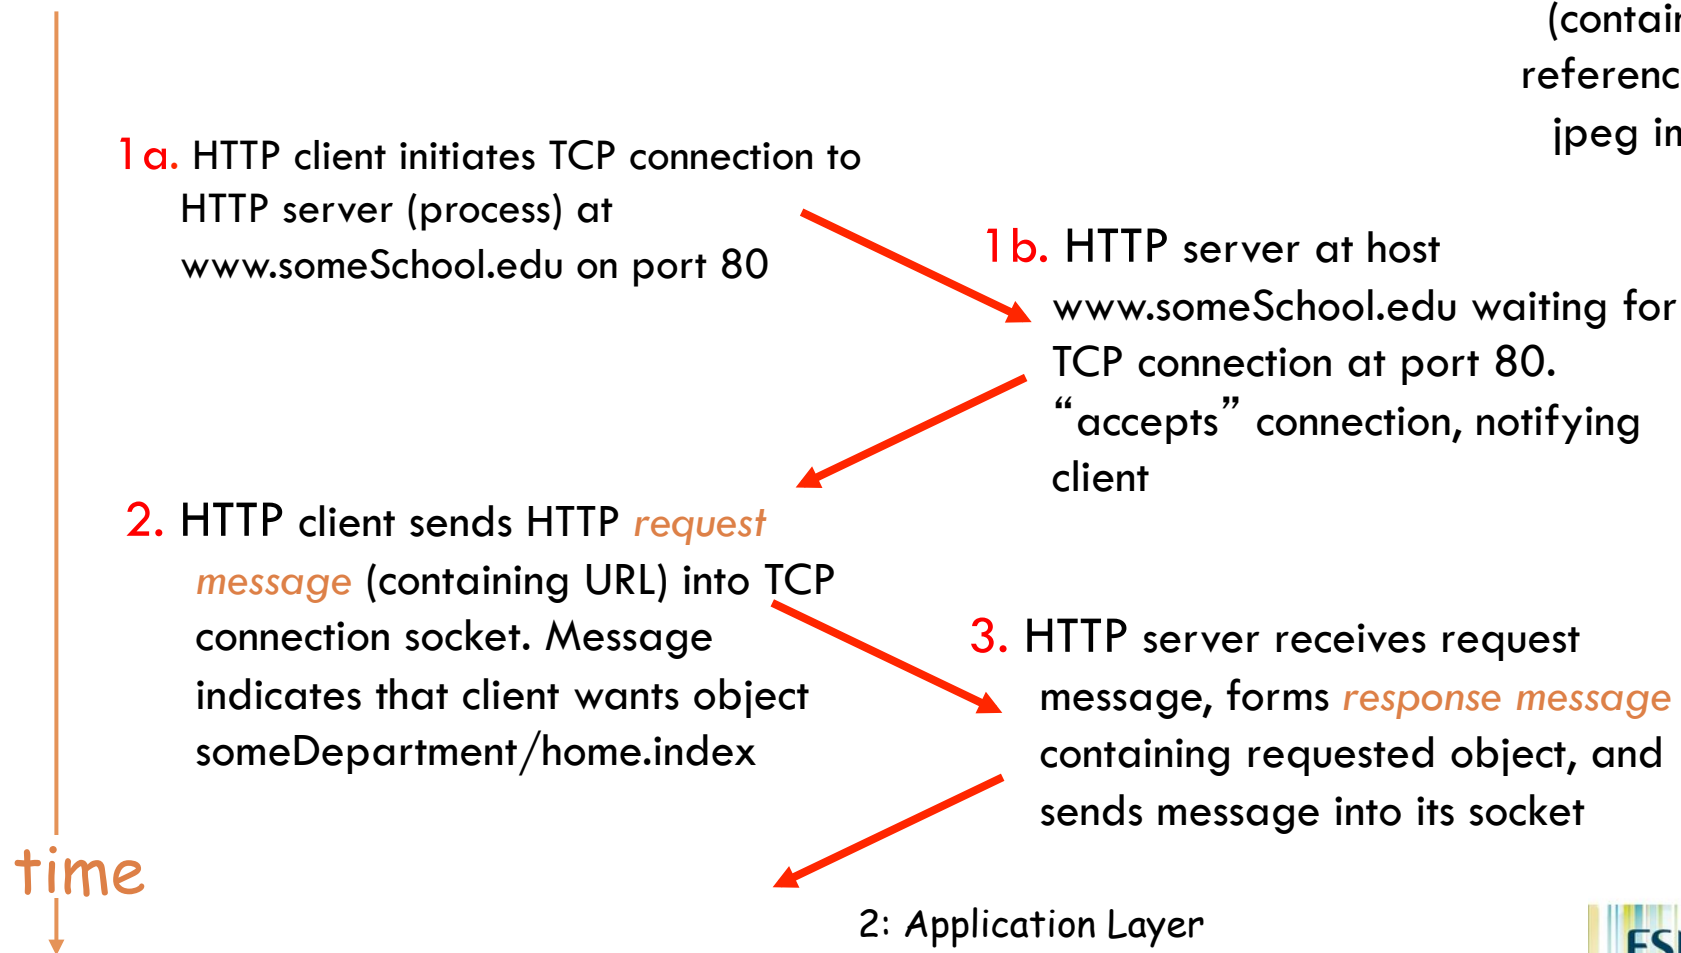 1a. HTTP client initiates TCP connection to
HTTP server (process) at
www.someSchool.edu on port 80
1b. HTTP server at host
www.someSchool.edu waiting for
TCP connection at port 80.
“accepts” connection, notifying
client
2. HTTP client sends HTTP request
message (containing URL) into TCP
connection socket. Message
indicates that client wants object
someDepartment/home.index
3. HTTP server receives request
message, forms response message
containing requested object, and
sends message into its socket
time
2: Application Layer
jpeg